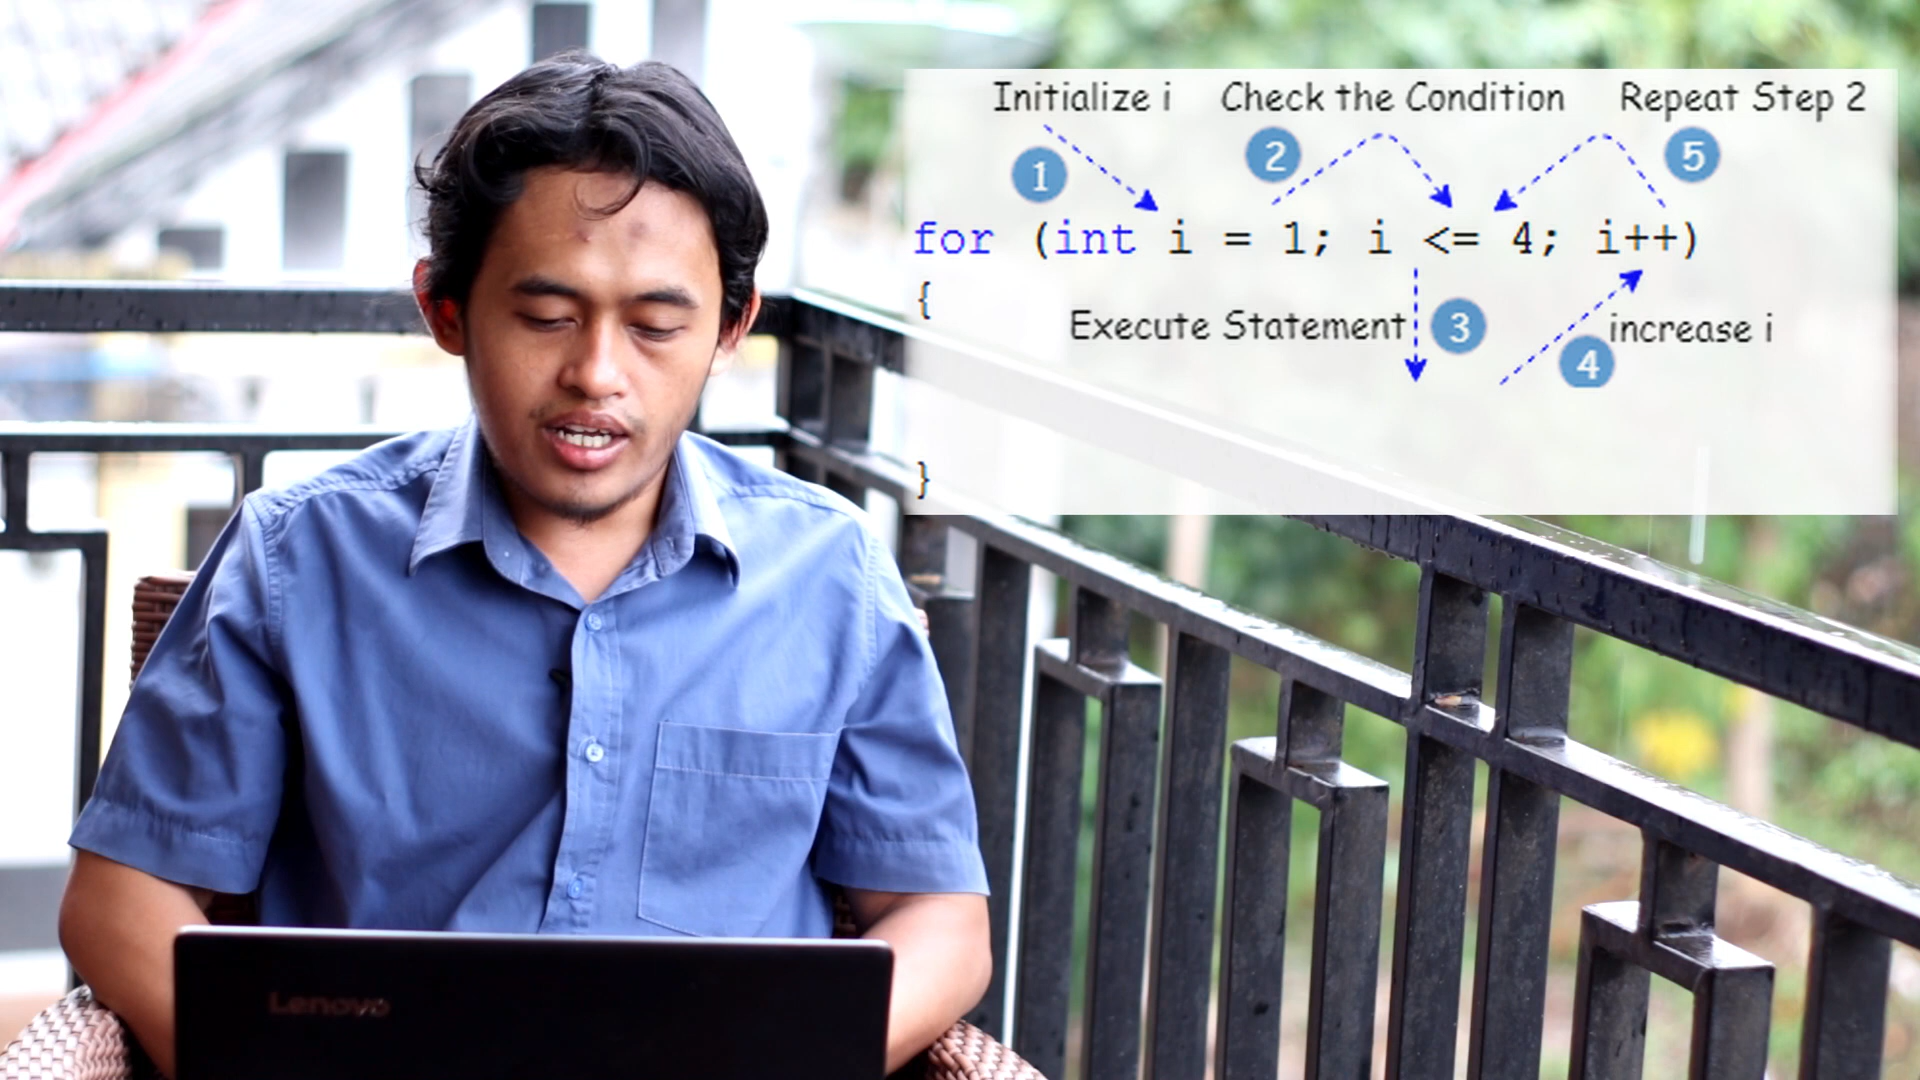 Initialize i Check the Condition Repeat Step 2
1 2 5
for (int i = 1; i <= 4; i++)
{
Execute Statement 3 4 increase i
}
Lenovo